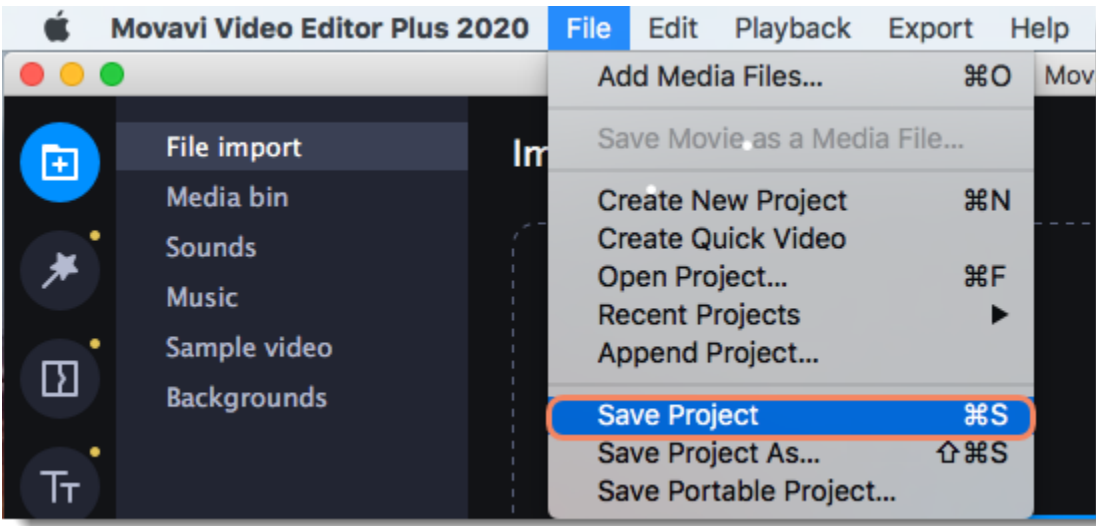 Movavi Video Editor Plus 2020 File Edit Playback Export Help
Add Media Files... ⌘O Mov
File import Im
Save Movie as a Media File...
Media bin
Create New Project ⌘N
Sounds
Create Quick Video
Open Project... ⌘F
Music
Recent Projects ▶
Sample video
Append Project...
Backgrounds
Save Project ⌘S
Save Project As... ⇧⌘S
TT
Save Portable Project...